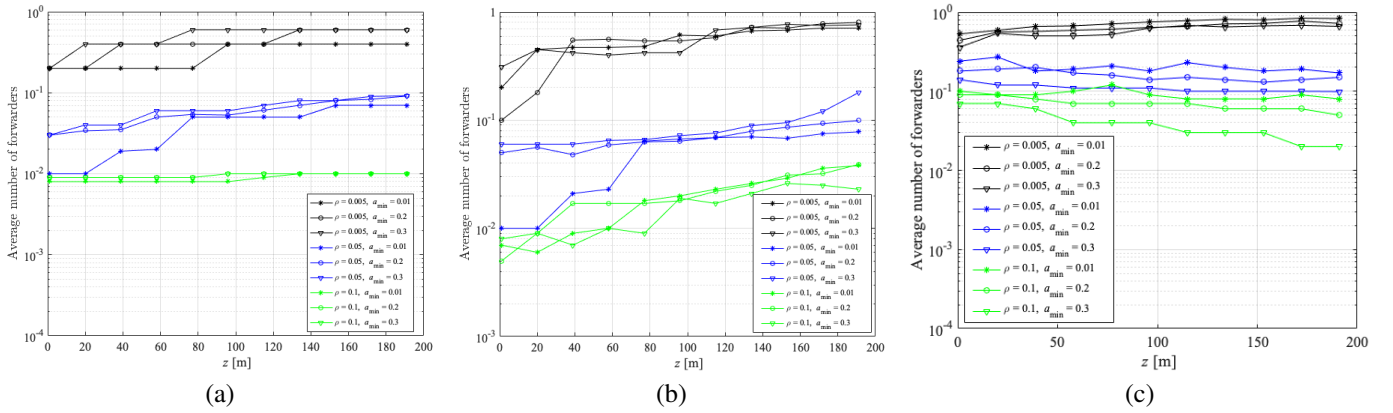 10^0
10^-1
10^-2
10^-3
10^-4
Average number of forwarders
0 20 40 60 80 100 120 140 160 180 200
z [m]
ρ = 0.005, a_min = 0.01
ρ = 0.005, a_min = 0.2
ρ = 0.005, a_min = 0.3
ρ = 0.05, a_min = 0.01
ρ = 0.05, a_min = 0.2
ρ = 0.05, a_min = 0.3
ρ = 0.1, a_min = 0.01
ρ = 0.1, a_min = 0.2
ρ = 0.1, a_min = 0.3
(a)
1
10^-1
10^-2
10^-3
Average number of forwarders
0 20 40 60 80 100 120 140 160 180 200
z [m]
ρ = 0.005, a_min = 0.01
ρ = 0.005, a_min = 0.2
ρ = 0.005, a_min = 0.3
ρ = 0.05, a_min = 0.01
ρ = 0.05, a_min = 0.2
ρ = 0.05, a_min = 0.3
ρ = 0.1, a_min = 0.01
ρ = 0.1, a_min = 0.2
ρ = 0.1, a_min = 0.3
(b)
10^0
10^-1
10^-2
10^-3
10^-4
Average number of forwarders
0 50 100 150 200
z [m]
ρ = 0.005, a_min = 0.01
ρ = 0.005, a_min = 0.2
ρ = 0.005, a_min = 0.3
ρ = 0.05, a_min = 0.01
ρ = 0.05, a_min = 0.2
ρ = 0.05, a_min = 0.3
ρ = 0.1, a_min = 0.01
ρ = 0.1, a_min = 0.2
ρ = 0.1, a_min = 0.3
(c)